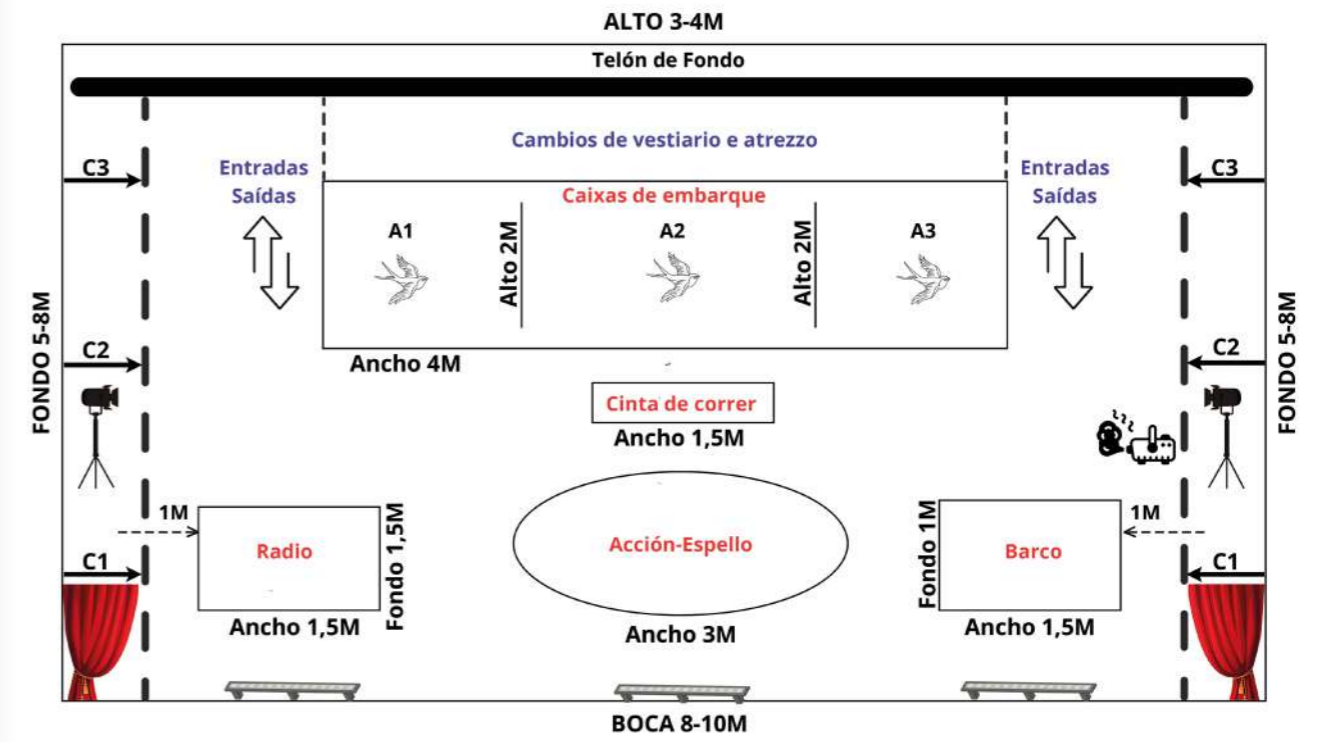 ALTO 3-4M
Telón de Fondo
Cambios de vestiario e atrezzo
C3
Entradas
Saídas
Caixas de embarque
Entradas
Saídas
C3
A1
Alto 2M
A2
Alto 2M
A3
FONDO 5-8M
C2
Ancho 4M
C2
FONDO 5-8M
Cinta de correr
Ancho 1,5M
1M
Radio
Fondo 1,5M
Acción-Espello
Fondo 1M
Barco
1M
C1
C1
Ancho 1,5M
Ancho 3M
Ancho 1,5M
BOCA 8-10M